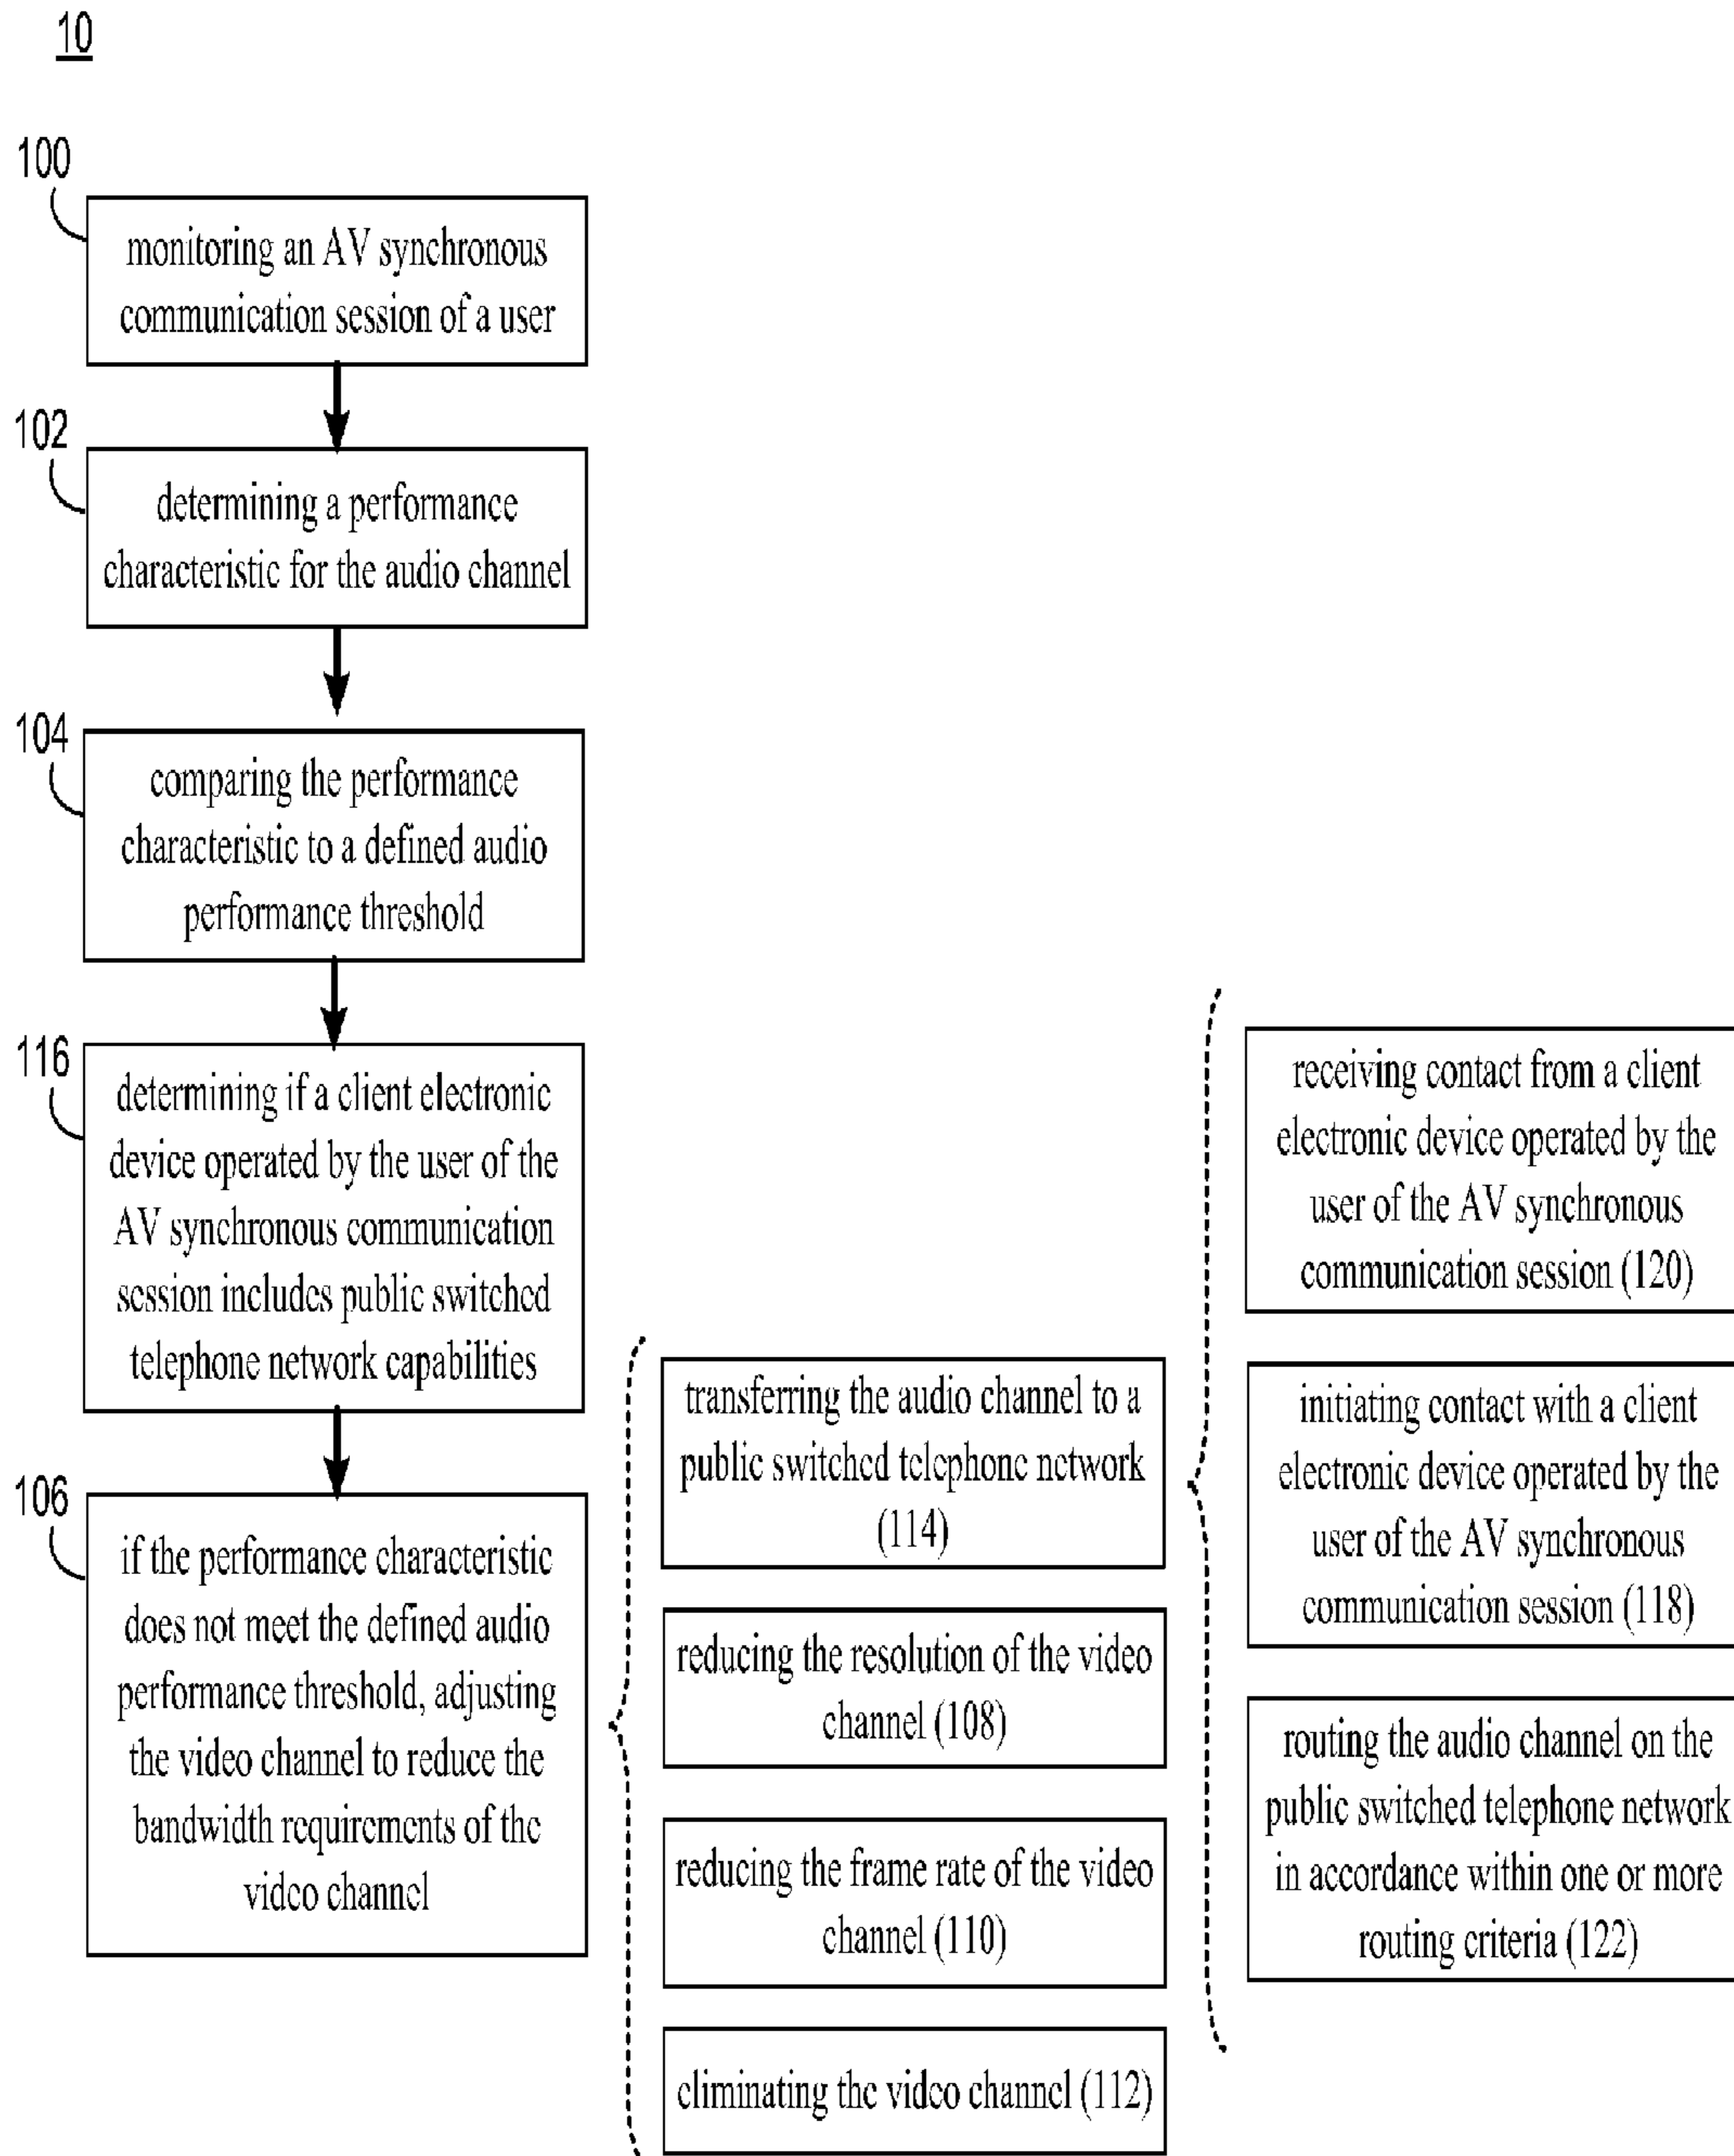 10
100
monitoring an AV synchronous
communication session of a user
102
determining a performance
characteristic for the audio channel
104
comparing the performance
characteristic to a defined audio
performance threshold
116
determining if a client electronic
device operated by the user of the
AV synchronous communication
session includes public switched
telephone network capabilities
106
if the performance characteristic
does not meet the defined audio
performance threshold, adjusting
the video channel to reduce the
bandwidth requirements of the
video channel
transferring the audio channel to a
public switched telephone network
(114)
reducing the resolution of the video
channel (108)
reducing the frame rate of the video
channel (110)
eliminating the video channel (112)
receiving contact from a client
electronic device operated by the
user of the AV synchronous
communication session (120)
initiating contact with a client
electronic device operated by the
user of the AV synchronous
communication session (118)
routing the audio channel on the
public switched telephone network
in accordance within one or more
routing criteria (122)